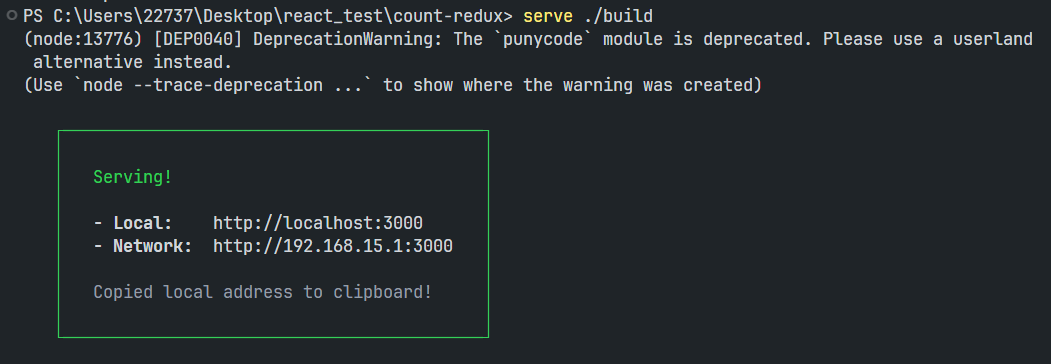 PS C:\Users\22737\Desktop\react_test\count-redux> serve ./build
(node:13776) [DEP0040] DeprecationWarning: The `punycode` module is deprecated. Please use a userland
alternative instead.
(Use `node --trace-deprecation ...` to show where the warning was created)
Serving!
- Local:    http://localhost:3000
- Network:  http://192.168.15.1:3000
Copied local address to clipboard!